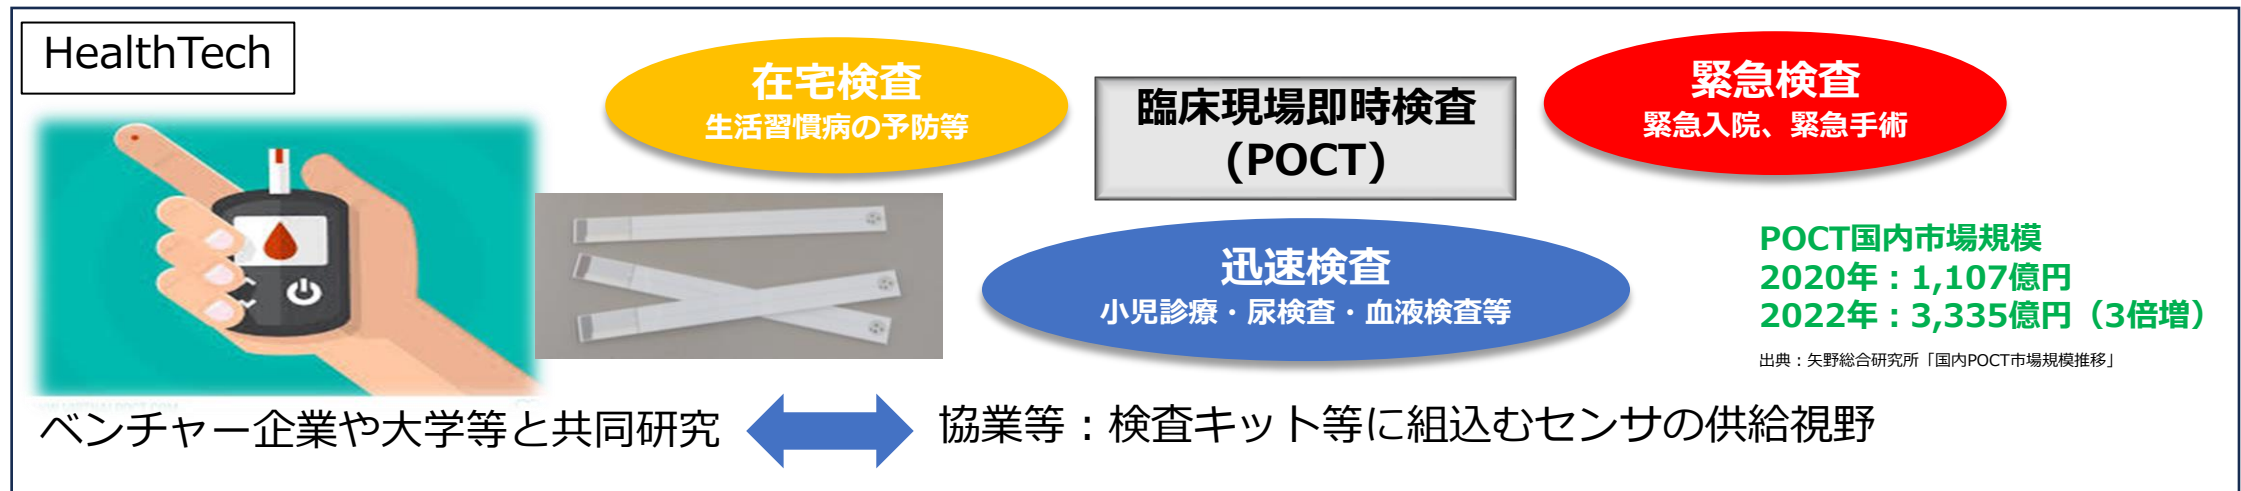 HealthTech
在宅検査
生活習慣病の予防等
臨床現場即時検査
(POCT)
緊急検査
緊急入院、緊急手術
迅速検査
小児診療・尿検査・血液検査等
POCT国内市場規模
2020年：1,107億円
2022年：3,335億円（3倍増）
出典：矢野総合研究所「国内POCT市場規模推移」
ベンチャー企業や大学等と共同研究
協業等：検査キット等に組込むセンサの供給視野